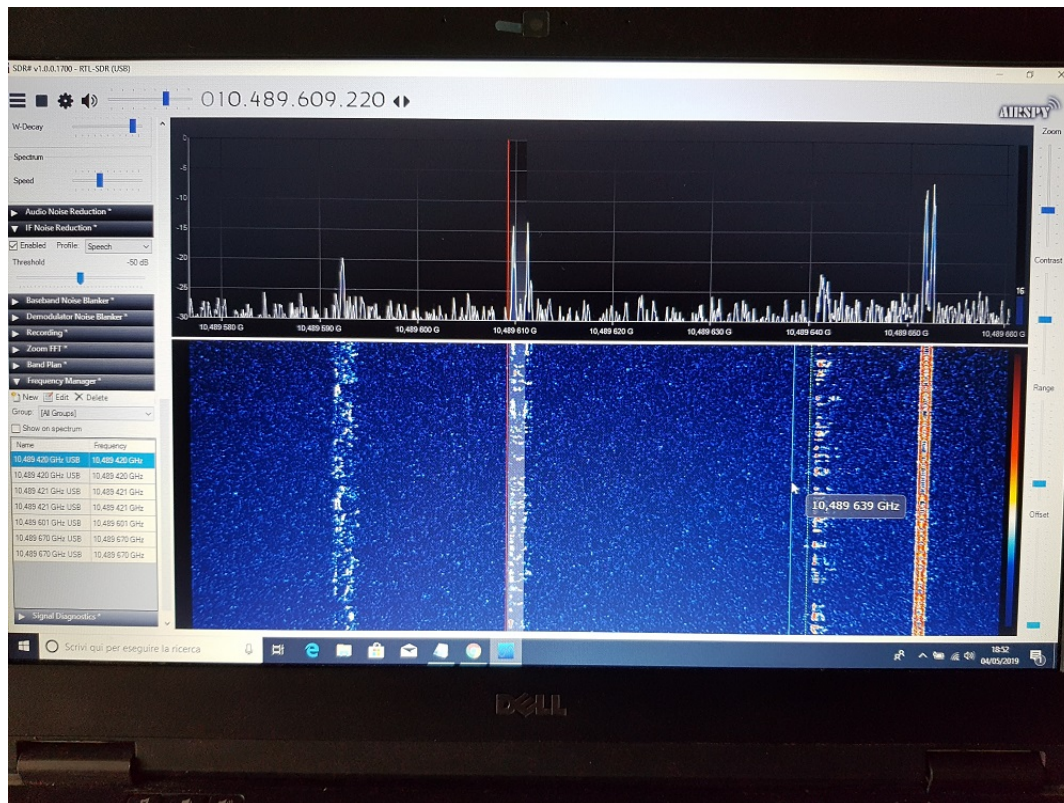 SDR# v1.0.0.1700 - RTL-SDR (USB)
010.489.609.220
AIRSPY
W-Decay
Spectrum
Speed
Audio Noise Reduction *
IF Noise Reduction *
Enabled Profile: Speech
Threshold -50 dB
Baseband Noise Blanker *
Demodulator Noise Blanker *
Recording *
Zoom FFT *
Band Plan *
Frequency Manager *
New Edit Delete
Group: [All Groups]
Show on spectrum
Name Frequency
10,489 420 GHz USB 10,489 420 GHz
10,489 420 GHz USB 10,489 420 GHz
10,489 421 GHz USB 10,489 421 GHz
10,489 421 GHz USB 10,489 421 GHz
10,489 601 GHz USB 10,489 601 GHz
10,489 670 GHz USB 10,489 670 GHz
10,489 670 GHz USB 10,489 670 GHz
Signal Diagnostics *
0
-5
-10
-15
-20
-25
-30
10,489 580 G 10,489 590 G 10,489 600 G 10,489 610 G 10,489 620 G 10,489 630 G 10,489 640 G 10,489 650 G 10,489 660 G
16
10,489 639 GHz
Zoom
Contrast
Range
Offset
Scrivi qui per eseguire la ricerca
18:52
04/05/2019
DELL